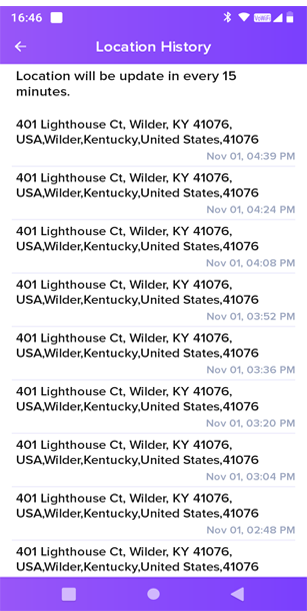 16:46
VoWiFi
Location History
Location will be update in every 15
minutes.
401 Lighthouse Ct, Wilder, KY 41076,
USA,Wilder,Kentucky,United States,41076
Nov 01, 04:39 PM
401 Lighthouse Ct, Wilder, KY 41076,
USA,Wilder,Kentucky,United States,41076
Nov 01, 04:24 PM
401 Lighthouse Ct, Wilder, KY 41076,
USA,Wilder,Kentucky,United States,41076
Nov 01, 04:08 PM
401 Lighthouse Ct, Wilder, KY 41076,
USA,Wilder,Kentucky,United States,41076
Nov 01, 03:52 PM
401 Lighthouse Ct, Wilder, KY 41076,
USA,Wilder,Kentucky,United States,41076
Nov 01, 03:36 PM
401 Lighthouse Ct, Wilder, KY 41076,
USA,Wilder,Kentucky,United States,41076
Nov 01, 03:20 PM
401 Lighthouse Ct, Wilder, KY 41076,
USA,Wilder,Kentucky,United States,41076
Nov 01, 03:04 PM
401 Lighthouse Ct, Wilder, KY 41076,
USA,Wilder,Kentucky,United States,41076
Nov 01, 02:48 PM
401 Lighthouse Ct, Wilder, KY 41076,
USA,Wilder,Kentucky,United States,41076